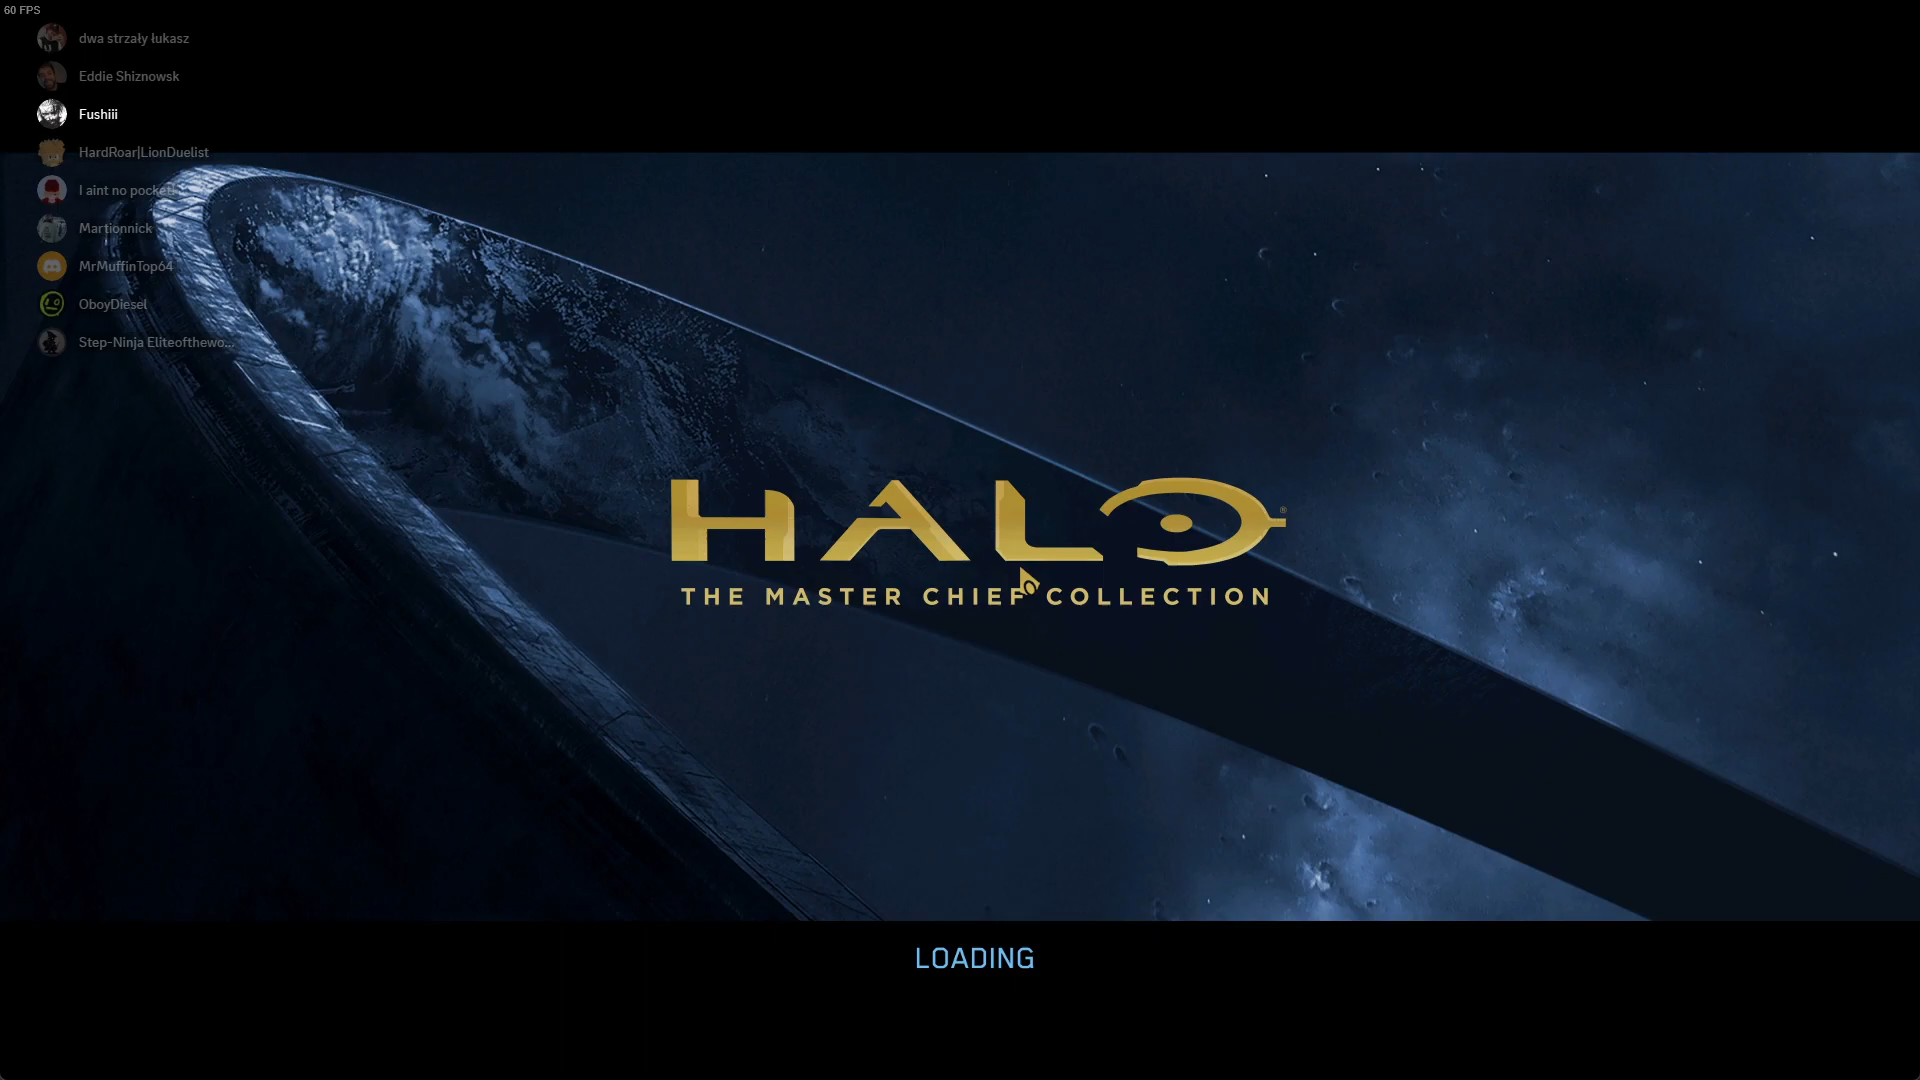 60 FPS
dwa strzały łukasz
Eddie Shiznowsk
Fushiii
HardRoar|LionDuelist
I aint no pocket!
Martionnick
MrMuffinTop64
OboyDiesel
Step-Ninja Eliteofthewo...
HALO®
THE MASTER CHIEF COLLECTION
LOADING